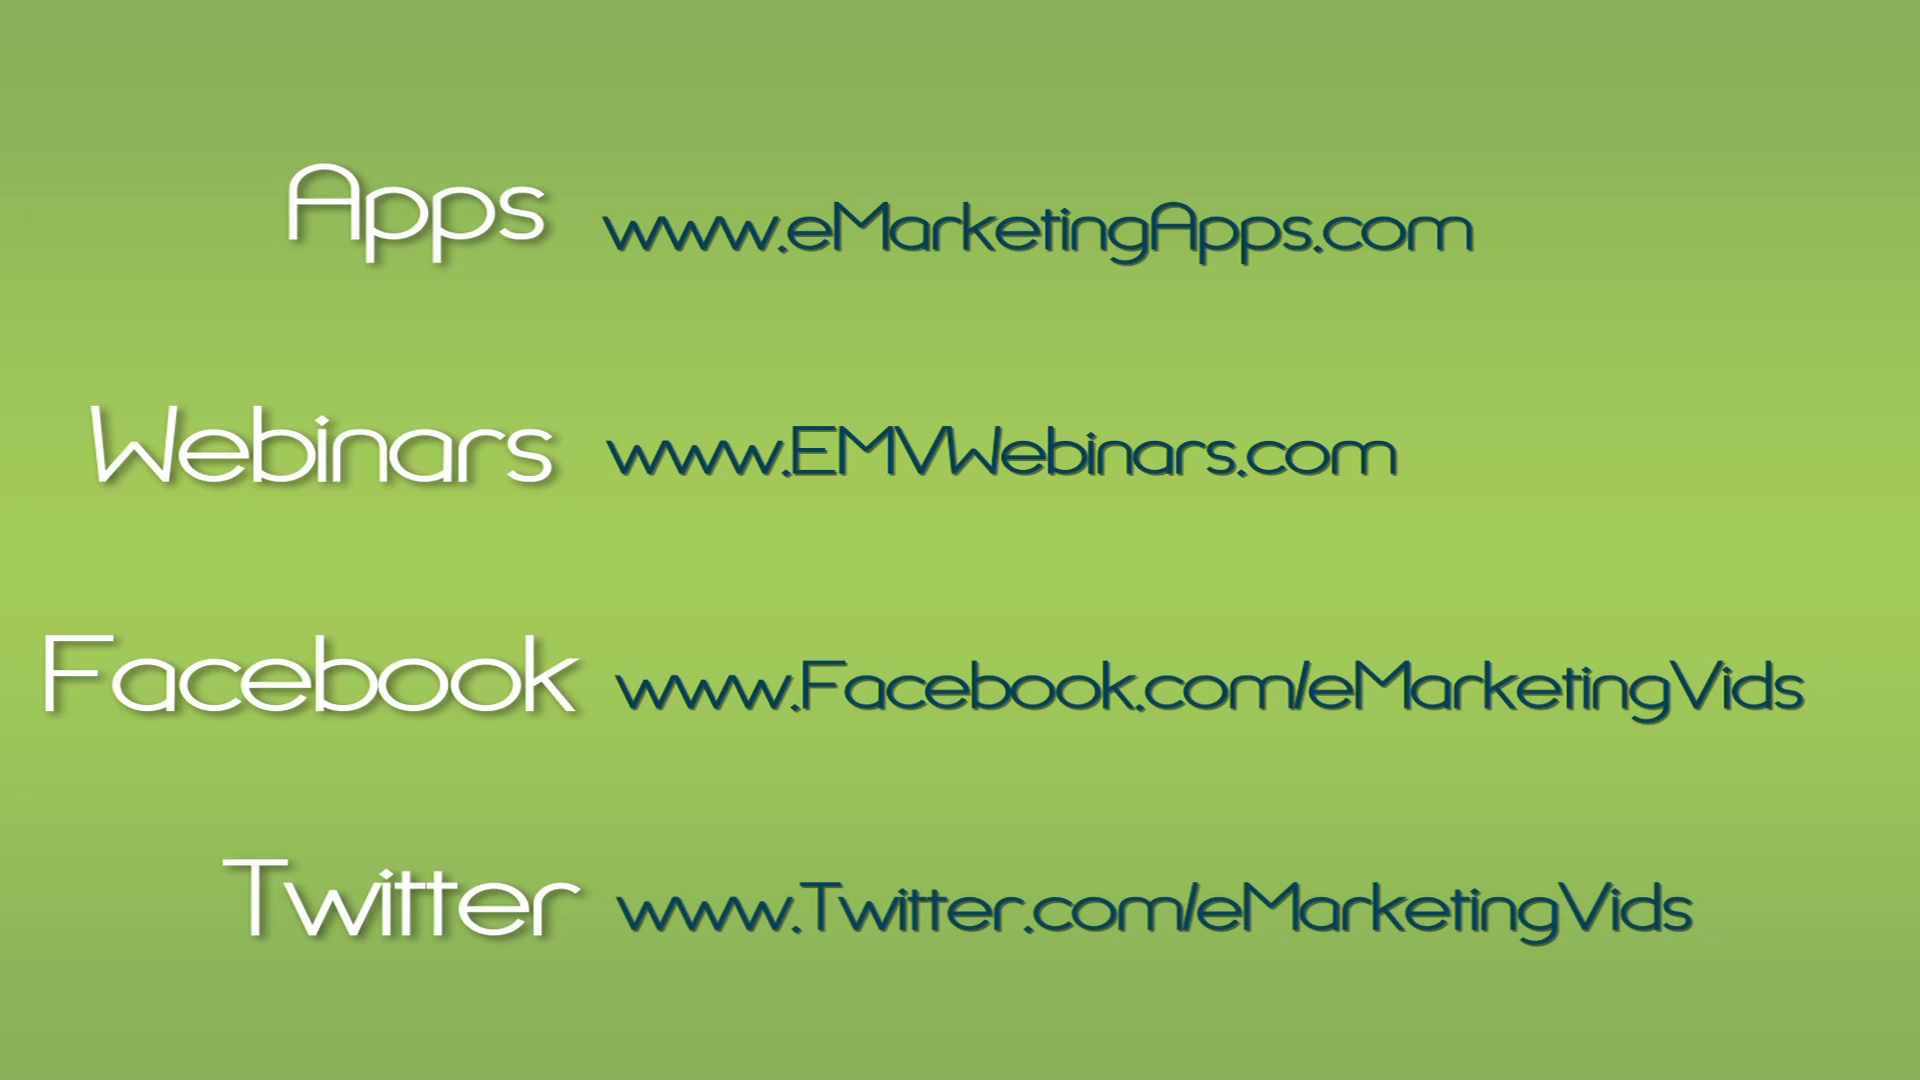 Apps www.eMarketingApps.com
Webinars www.EMVWebinars.com
Facebook www.Facebook.com/eMarketingVids
Twitter www.Twitter.com/eMarketingVids